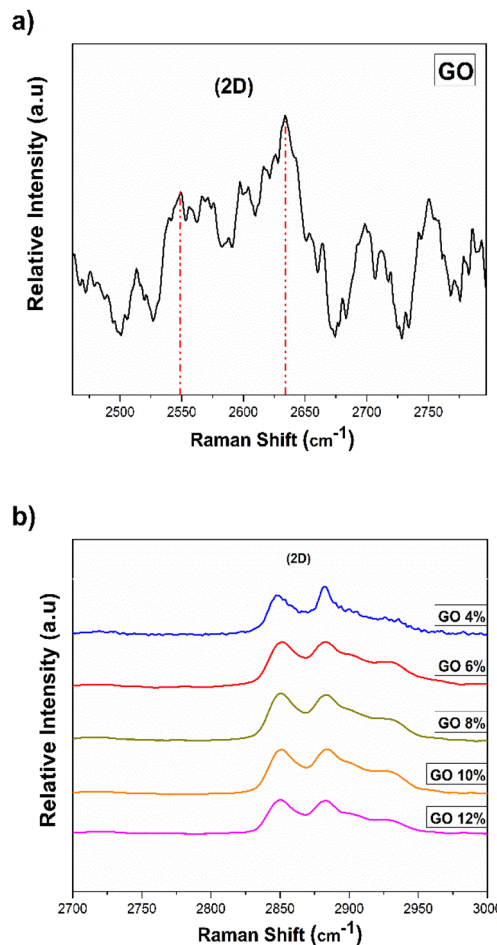 a)
GO
(2D)
Relative Intensity (a.u)
2500 2550 2600 2650 2700 2750
Raman Shift (cm-1)
b)
(2D)
GO 4%
GO 6%
GO 8%
GO 10%
GO 12%
Relative Intensity (a.u)
2700 2750 2800 2850 2900 2950 3000
Raman Shift (cm-1)